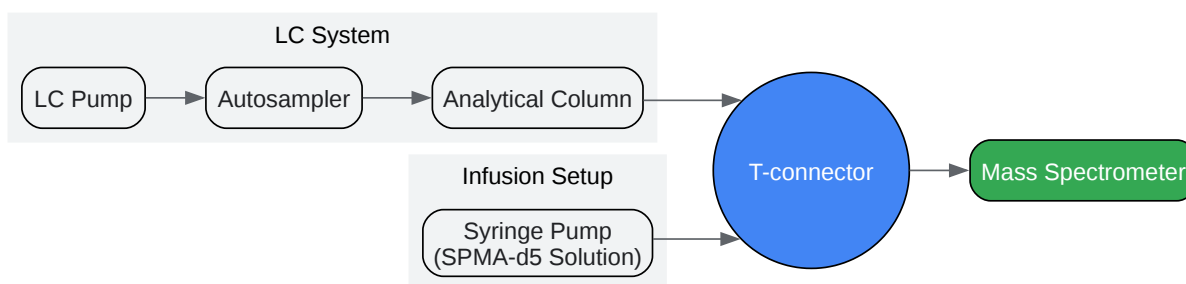 LC System
LC Pump
Autosampler
Analytical Column
T-connector
Mass Spectrometer
Infusion Setup
Syringe Pump
(SPMA-d5 Solution)